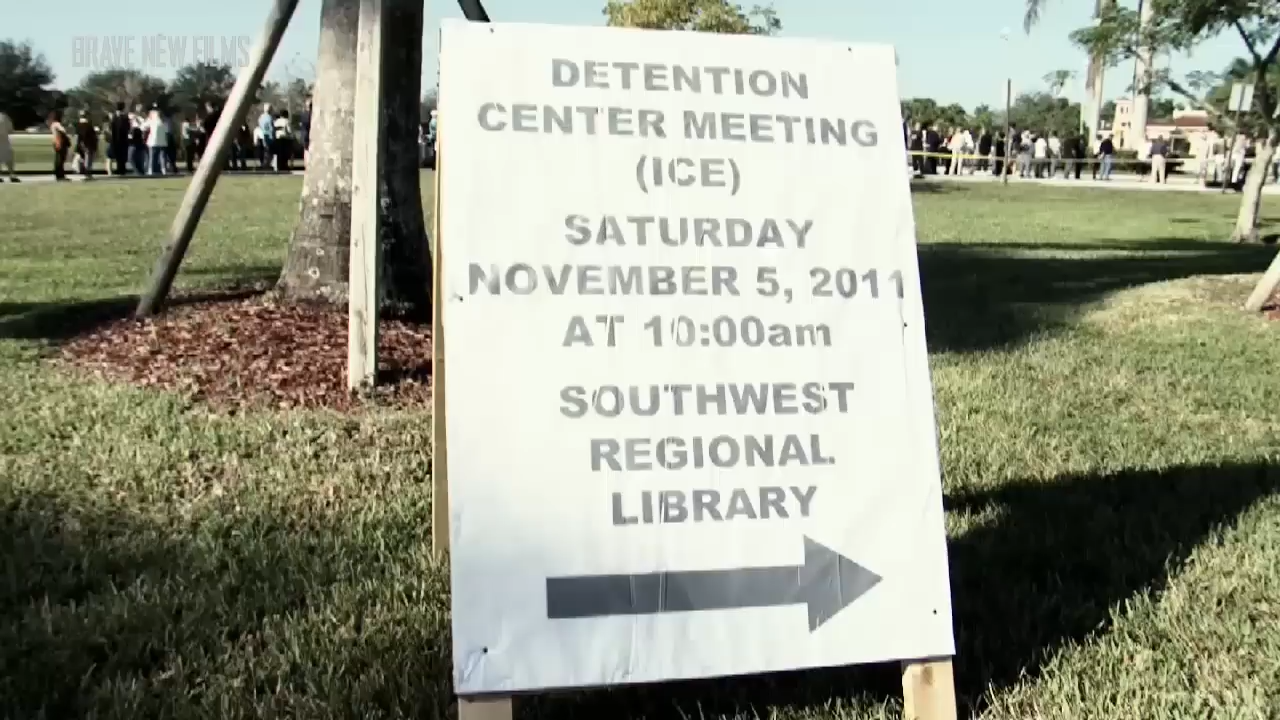 BRAVE NEW FILMS
DETENTION
CENTER MEETING
(ICE)
SATURDAY
NOVEMBER 5, 2011
AT 10:00am
SOUTHWEST
REGIONAL
LIBRARY